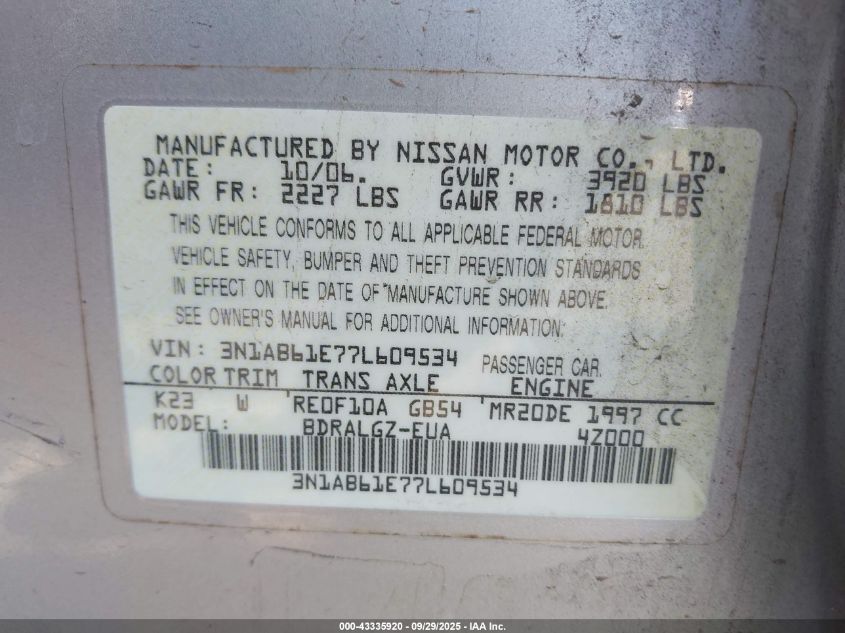 MANUFACTURED BY NISSAN MOTOR CO., LTD.
DATE: 10/06. GVWR: 3920 LBS
GAWR FR: 2227 LBS GAWR RR: 1810 LBS
THIS VEHICLE CONFORMS TO ALL APPLICABLE FEDERAL MOTOR
VEHICLE SAFETY, BUMPER AND THEFT PREVENTION STANDARDS
IN EFFECT ON THE DATE OF MANUFACTURE SHOWN ABOVE.
SEE OWNER'S MANUAL FOR ADDITIONAL INFORMATION.
VIN: 3N1AB61E77L609534 PASSENGER CAR.
COLOR TRIM TRANS AXLE ENGINE
K23 W RE0F10A GB54 MR20DE 1997 CC
MODEL: BDRALGZ-EUA 4Z000
3N1AB61E77L609534
000-43335920 - 09/29/2025 - IAA Inc.